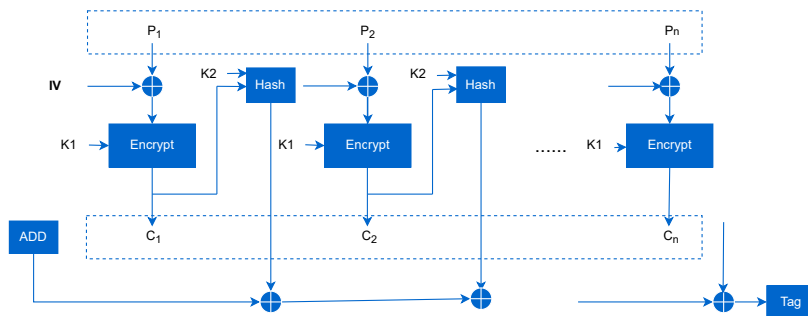 P1 P2 Pn
K2 K2
IV Hash Hash
K1 Encrypt K1 Encrypt ...... K1 Encrypt
ADD C1 C2 Cn
Tag